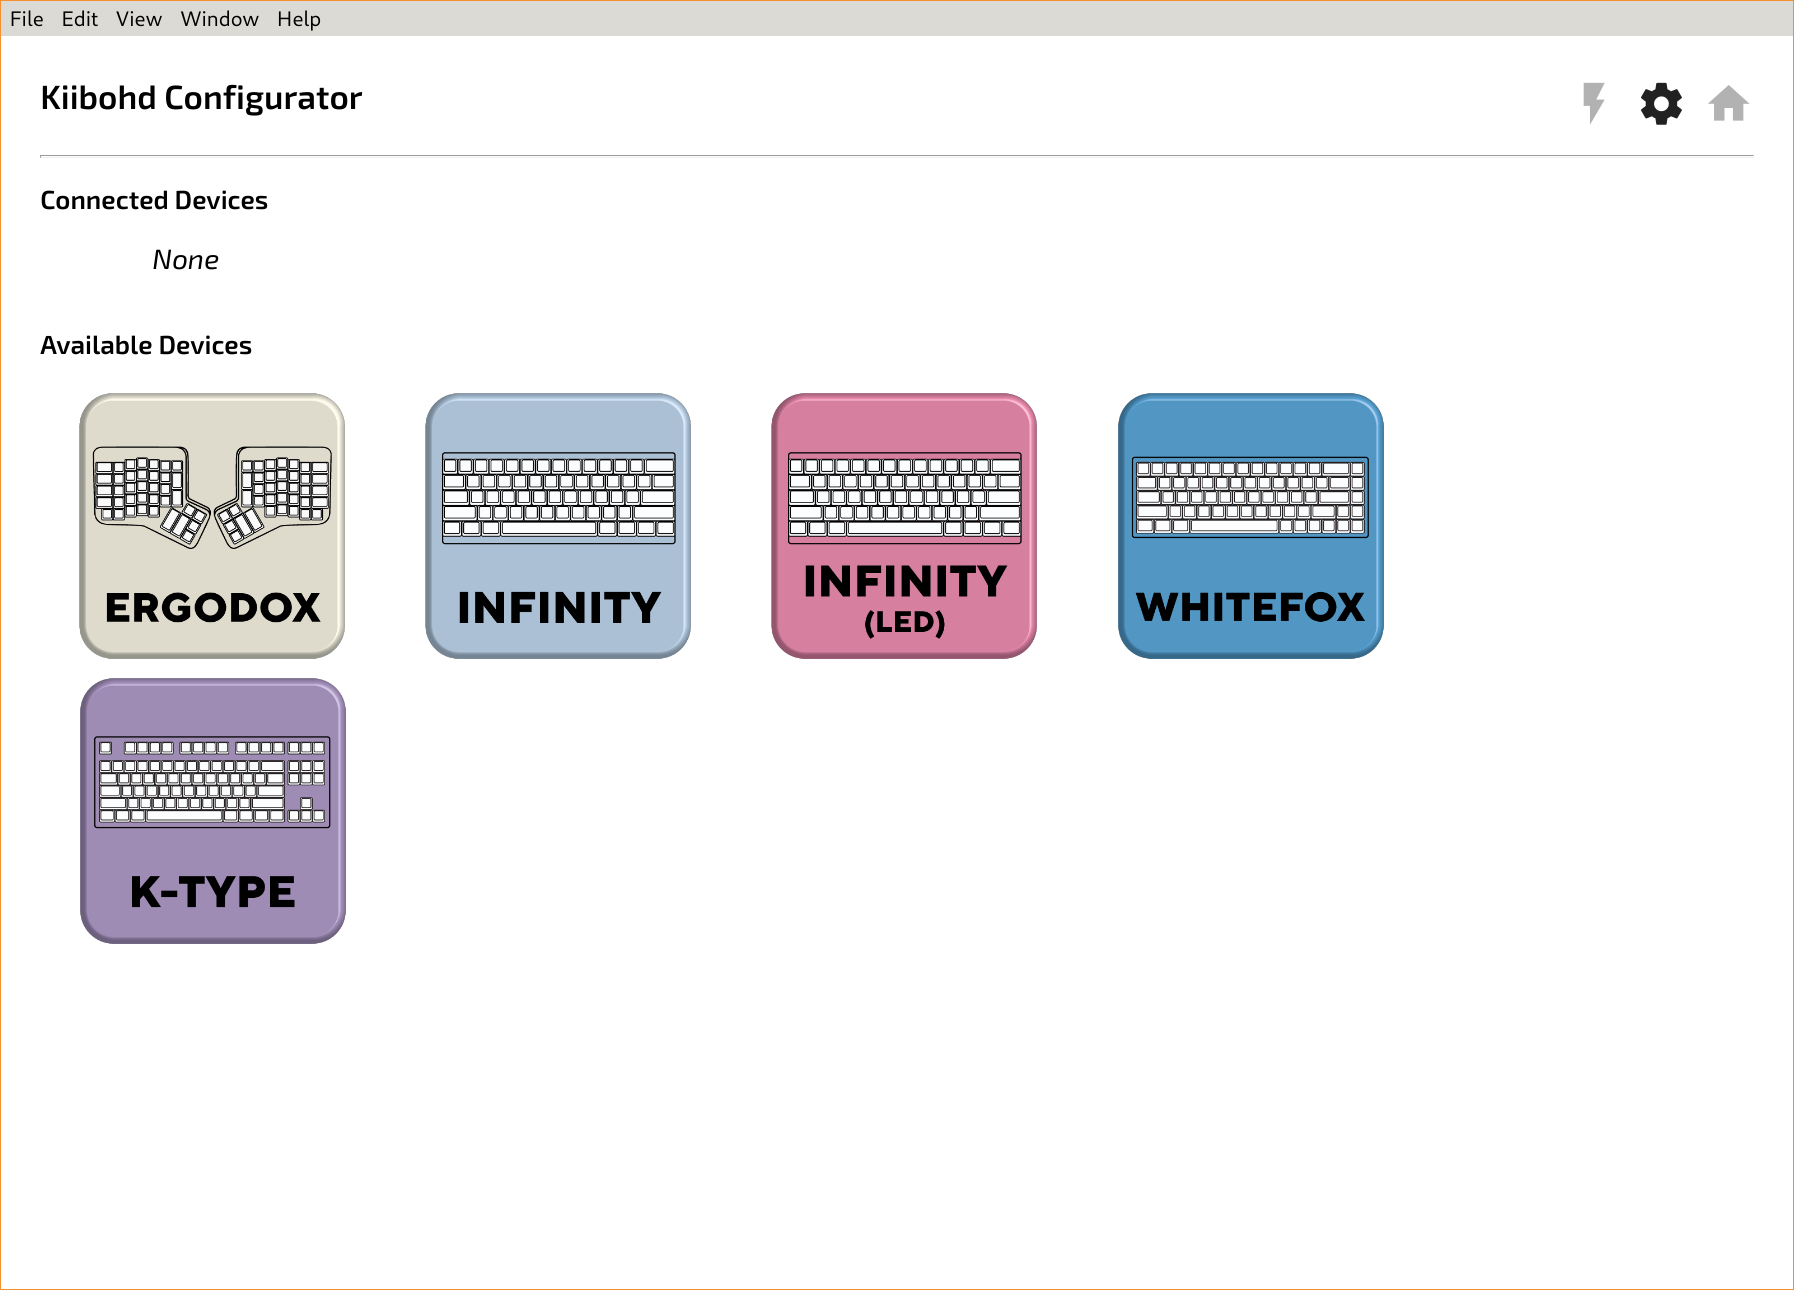 File Edit View Window Help
Kiibohd Configurator
Connected Devices
None
Available Devices
ERGODOX
INFINITY
INFINITY
(LED)
WHITEFOX
K-TYPE